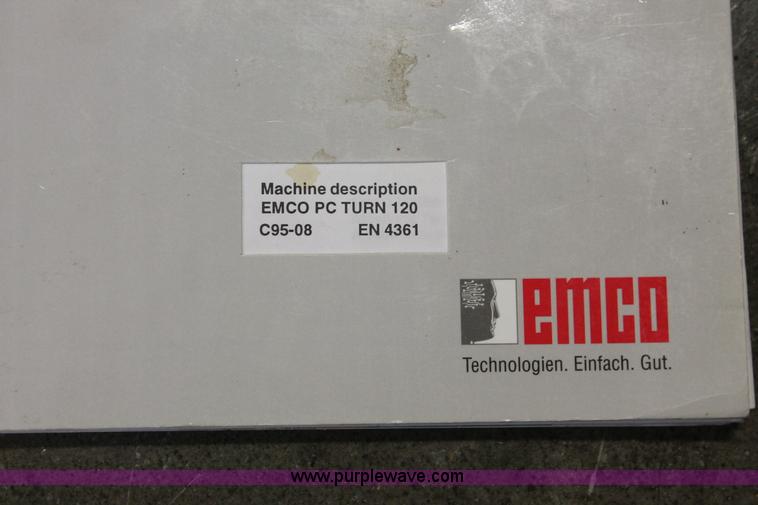 Machine description
EMCO PC TURN 120
C95-08 EN 4361
emco
Technologien. Einfach. Gut.
www.purplewave.com